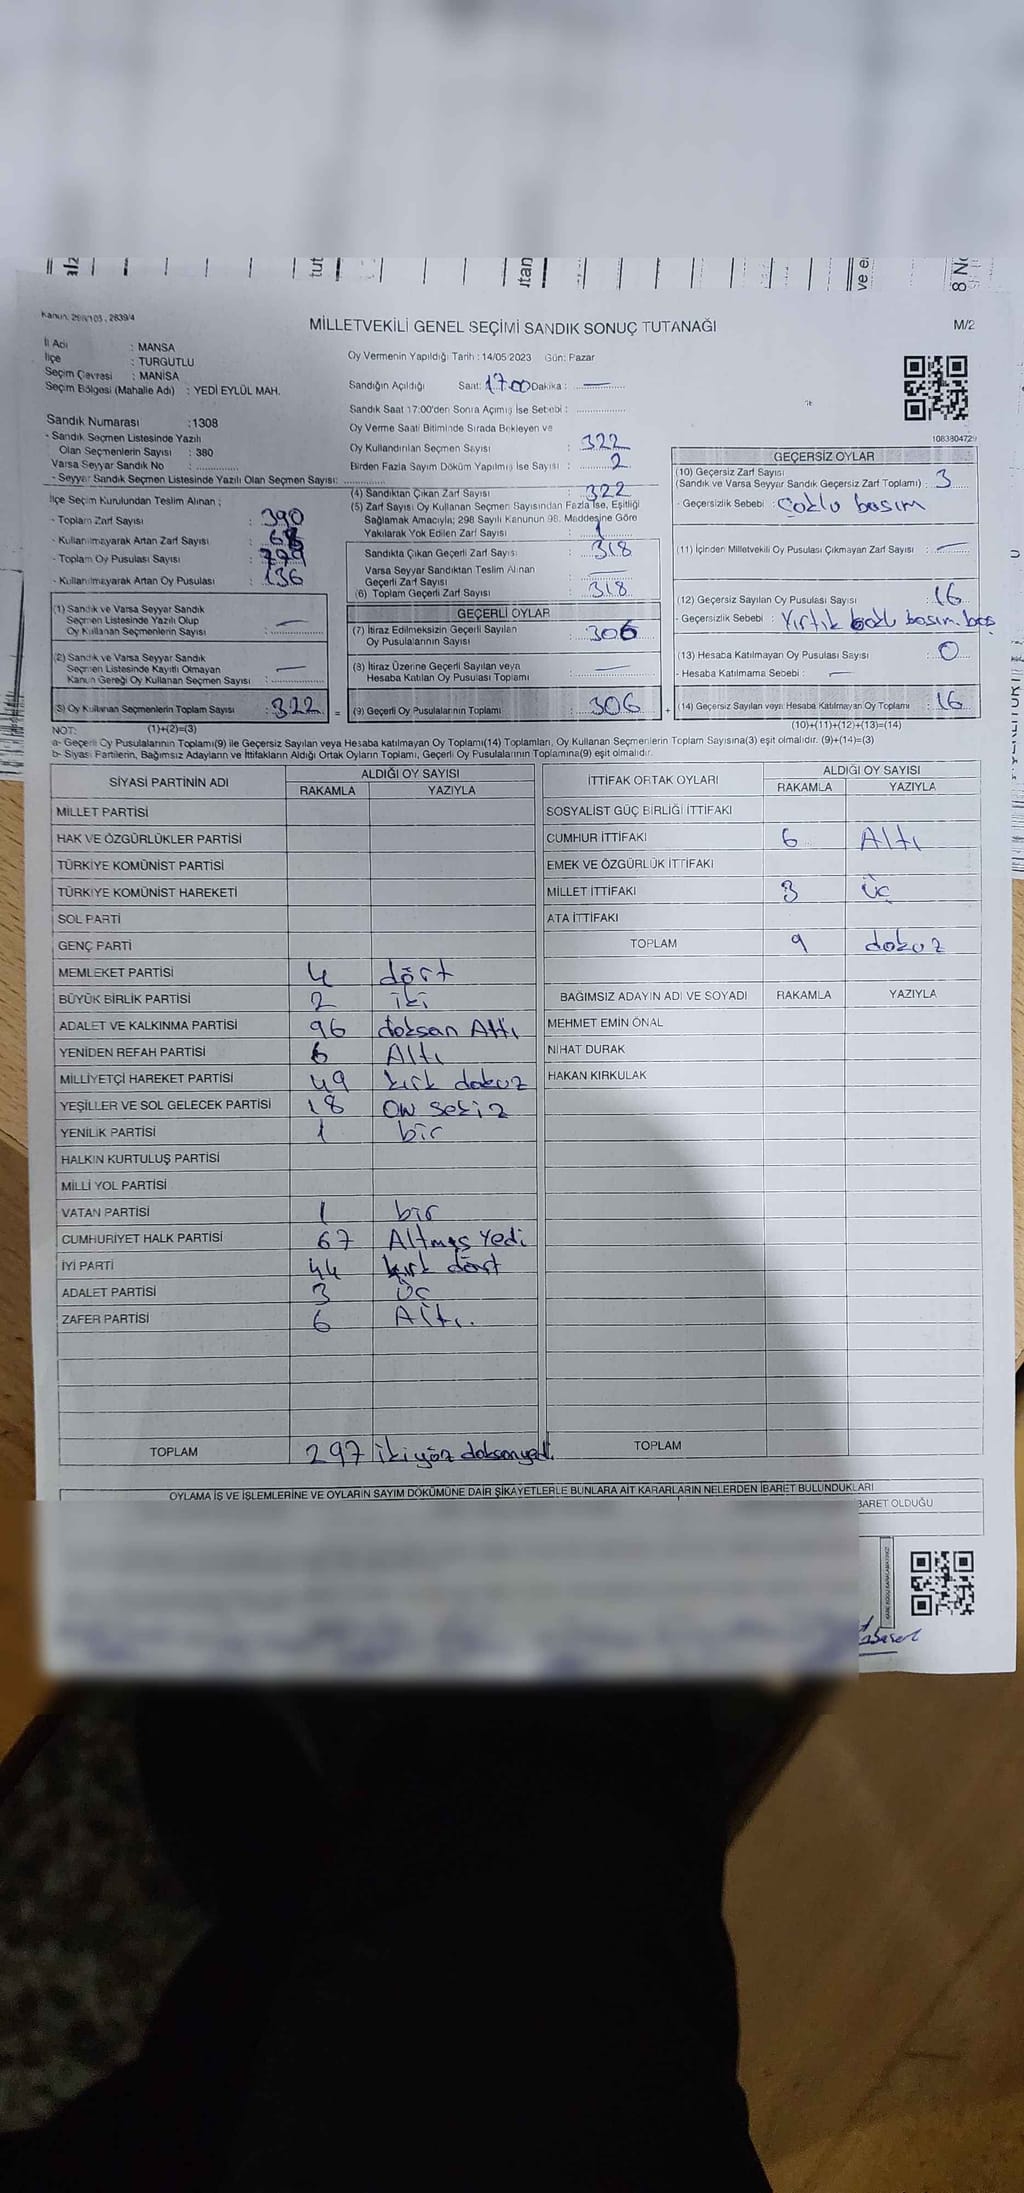 Kanun: 298/105, 2839/4
MİLLETVEKİLİ GENEL SEÇİMİ SANDIK SONUÇ TUTANAĞI
M/2
İl Adı : MANSA
İlçe : TURGUTLU
Seçim Çevresi : MANİSA
Seçim Bölgesi (Mahalle Adı) : YEDİ EYLÜL MAH.
Oy Vermenin Yapıldığı Tarih : 14/05/2023 Gün: Pazar
Sandığın Açıldığı Saat: 1700 Dakika : —
Sandık Saat 17:00'den Sonra Açımış İse Sebebi :
Sandık Numarası :1308
- Sandık Seçmen Listesinde Yazılı
Olan Seçmenlerin Sayısı : 380
Varsa Seyyar Sandık No :
- Seyyar Sandık Seçmen Listesinde Yazılı Olan Seçmen Sayısı:
Oy Verme Saati Bitiminde Sırada Bekleyen ve
Oy Kullandırılan Seçmen Sayısı : 322
Birden Fazla Sayım Döküm Yapılmış İse Sayısı : 2
1083804729
İlçe Seçim Kurulundan Teslim Alınan ;
- Toplam Zarf Sayısı : 390
- Kullanılmayarak Artan Zarf Sayısı :
- Toplam Oy Pusulası Sayısı :
- Kullanılmayarak Artan Oy Pusulası : 136
(4) Sandıktan Çıkan Zarf Sayısı : 322
(5) Zarf Sayısı Oy Kullanan Seçmen Sayısından Fazla İse, Eşitliği
Sağlamak Amacıyla; 298 Sayılı Kanunun 98. Maddesine Göre
Yakılarak Yok Edilen Zarf Sayısı : 1
Sandıkta Çıkan Geçerli Zarf Sayısı : 318
Varsa Seyyar Sandıktan Teslim Alınan
Geçerli Zarf Sayısı : —
(6) Toplam Geçerli Zarf Sayısı : 318
GEÇERSİZ OYLAR
(10) Geçersiz Zarf Sayısı
(Sandık ve Varsa Seyyar Sandık Geçersiz Zarf Toplamı) : 3
- Geçersizlik Sebebi : Çoklu basım
(11) İçinden Milletvekili Oy Pusulası Çıkmayan Zarf Sayısı : —
(12) Geçersiz Sayılan Oy Pusulası Sayısı : 16
- Geçersizlik Sebebi : Yırtık basım. boş
(13) Hesaba Katılmayan Oy Pusulası Sayısı : 0
- Hesaba Katılmama Sebebi : —
(14) Geçersiz Sayılan veya Hesaba Katılmayan Oy Toplamı : 16
(10)+(11)+(12)+(13)=(14)
(1) Sandık ve Varsa Seyyar Sandık
Seçmen Listesinde Yazılı Olup
Oy Kullanan Seçmenlerin Sayısı : —
(2) Sandık ve Varsa Seyyar Sandık
Seçmen Listesinde Kayıtlı Olmayan
Kanun Gereği Oy Kullanan Seçmen Sayısı : —
3) Oy Kullanan Seçmenlerin Toplam Sayısı : 322 =
(1)+(2)=(3)
GEÇERLİ OYLAR
(7) İtiraz Edilmeksizin Geçerli Sayılan
Oy Pusulalarının Sayısı : 306
(8) İtiraz Üzerine Geçerli Sayılan veya
Hesaba Katılan Oy Pusulası Toplamı : —
(9) Geçerli Oy Pusulalarının Toplamı : 306 +
NOT:
a- Geçerli Oy Pusulalarının Toplamı(9) ile Geçersiz Sayılan veya Hesaba katılmayan Oy Toplamı(14) Toplamları, Oy Kullanan Seçmenlerin Toplam Sayısına(3) eşit olmalıdır. (9)+(14)=(3)
b- Siyasi Partilerin, Bağımsız Adayların ve İttifakların Aldığı Ortak Oyların Toplamı, Geçerli Oy Pusulalarının Toplamına(9) eşit olmalıdır.
SİYASİ PARTİNİN ADI ALDIĞI OY SAYISI
RAKAMLA YAZIYLA
MİLLET PARTİSİ
HAK VE ÖZGÜRLÜKLER PARTİSİ
TÜRKİYE KOMÜNİST PARTİSİ
TÜRKİYE KOMÜNİST HAREKETİ
SOL PARTİ
GENÇ PARTİ
MEMLEKET PARTİSİ 4 dört
BÜYÜK BİRLİK PARTİSİ 2 iki
ADALET VE KALKINMA PARTİSİ 96 doksan Altı
YENİDEN REFAH PARTİSİ 6 Altı
MİLLİYETÇİ HAREKET PARTİSİ 49 kırk dokuz
YEŞİLLER VE SOL GELECEK PARTİSİ 18 ON sekiz
YENİLİK PARTİSİ 1 bir
HALKIN KURTULUŞ PARTİSİ
MİLLİ YOL PARTİSİ
VATAN PARTİSİ 1 bir
CUMHURİYET HALK PARTİSİ 67 Altmış Yedi
İYİ PARTİ 44 kırk dört
ADALET PARTİSİ 3 üç
ZAFER PARTİSİ 6 Altı.
TOPLAM 297 ikiyüz doksanyedi
İTTİFAK ORTAK OYLARI ALDIĞI OY SAYISI
RAKAMLA YAZIYLA
SOSYALİST GÜÇ BİRLİĞİ İTTİFAKI
CUMHUR İTTİFAKI 6 Altı
EMEK VE ÖZGÜRLÜK İTTİFAKI
MİLLET İTTİFAKI 3 üç
ATA İTTİFAKI
TOPLAM 9 dokuz
BAĞIMSIZ ADAYIN ADI VE SOYADI RAKAMLA YAZIYLA
MEHMET EMİN ÖNAL
NİHAT DURAK
HAKAN KIRKULAK
TOPLAM
OYLAMA İŞ VE İŞLEMLERİNE VE OYLARIN SAYIM DÖKÜMÜNE DAİR ŞİKAYETLERLE BUNLARA AİT KARARLARIN NELERDEN İBARET BULUNDUKLARI
BARET OLDUĞU